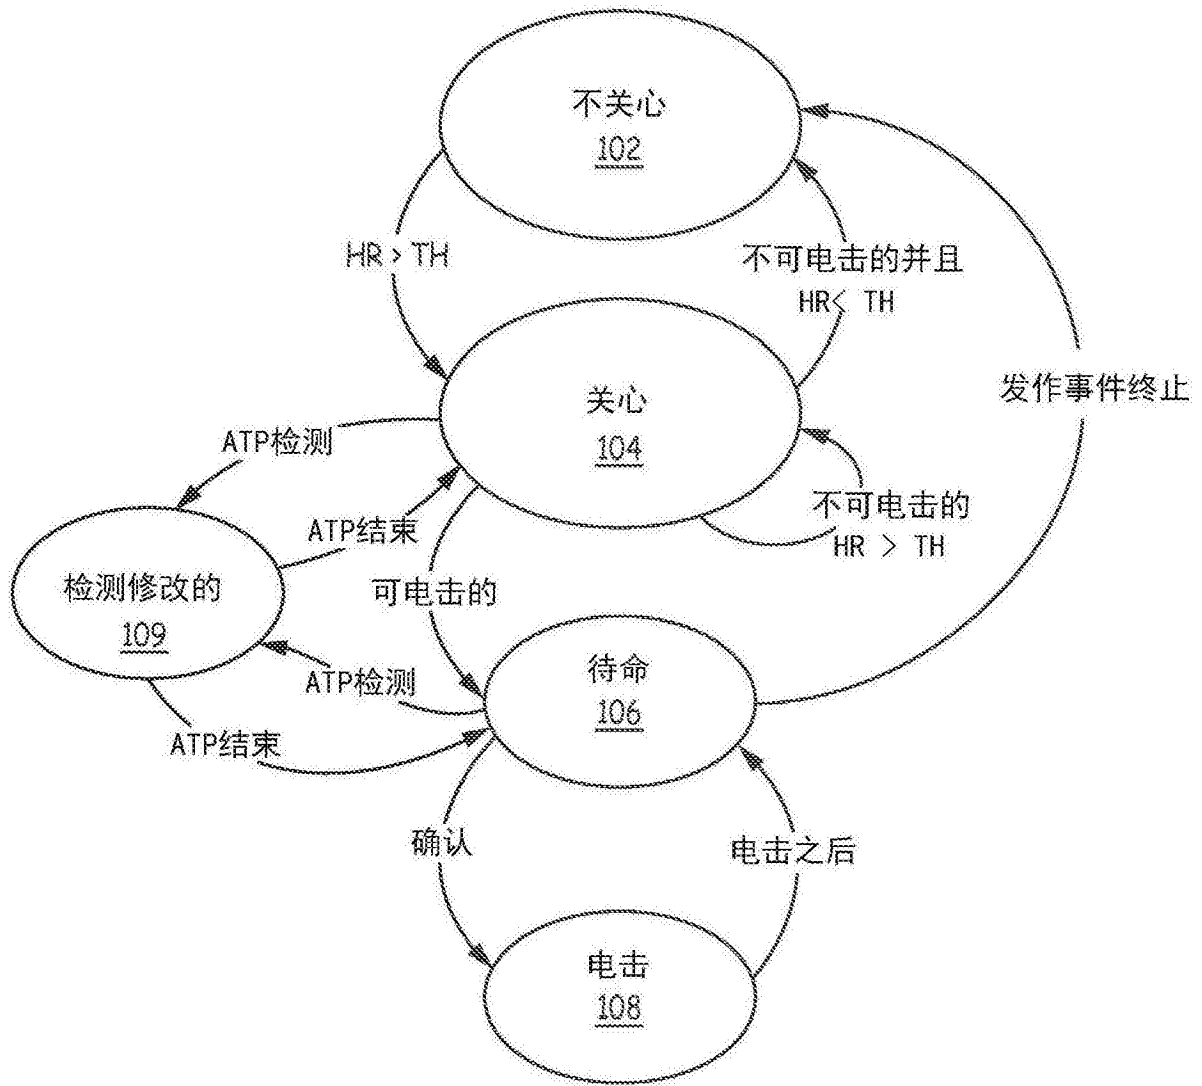 不关心
102
HR > TH
不可电击的并且
HR< TH
关心
104
发作事件终止
ATP检测
不可电击的
HR > TH
ATP结束
检测修改的
109
可电击的
待命
106
ATP检测
ATP结束
确认
电击之后
电击
108